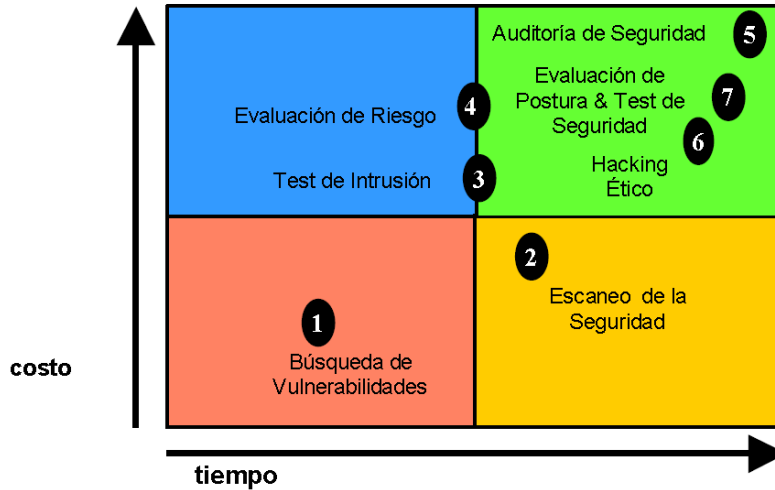 Auditoría de Seguridad
5
Evaluación de
Postura & Test de
Seguridad
7
Evaluación de Riesgo
4
6
Hacking
Ético
Test de Intrusión
3
2
Escaneo de la
Seguridad
1
Búsqueda de
Vulnerabilidades
costo
tiempo